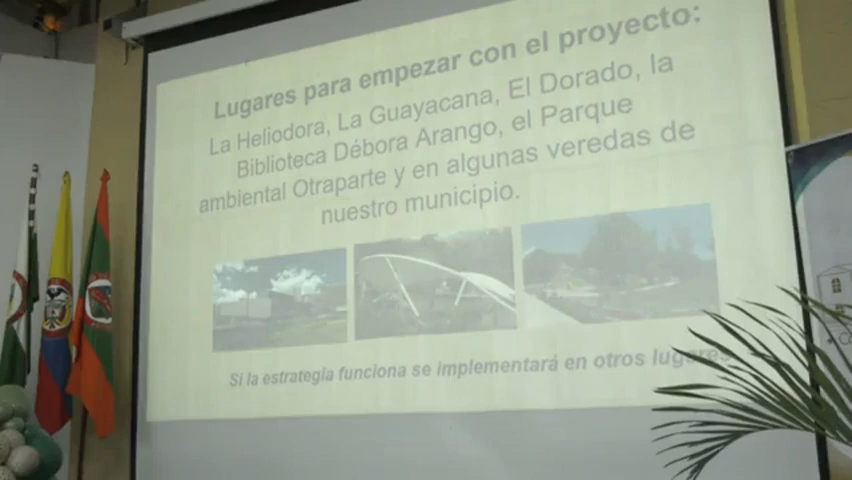 Lugares para empezar con el proyecto:
La Heliodora, La Guayacana, El Dorado, la
Biblioteca Débora Arango, el Parque
ambiental Otraparte y en algunas veredas de
nuestro municipio.
Si la estrategia funciona se implementará en otros lugares